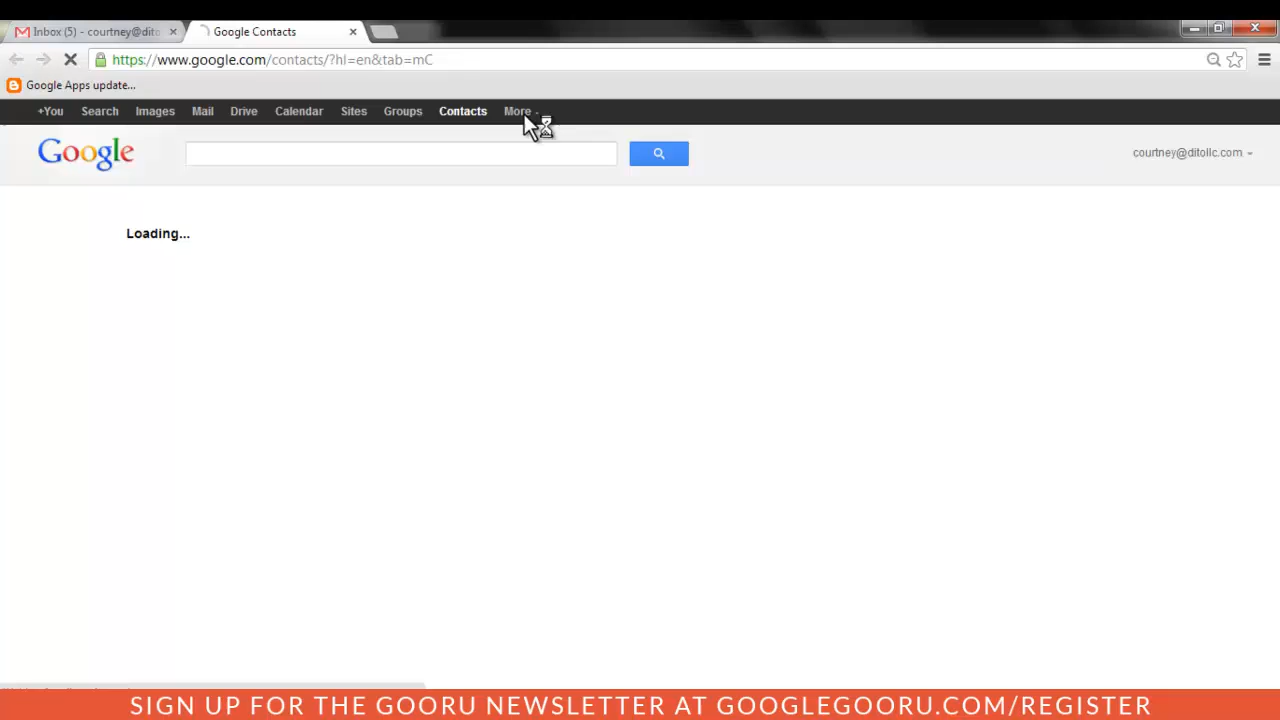 Inbox (5) - courtney@dito
Google Contacts
https://www.google.com/contacts/?hl=en&tab=mC
Google Apps update...
+You Search Images Mail Drive Calendar Sites Groups Contacts More
Google
courtney@ditollc.com
Loading...
SIGN UP FOR THE GOORU NEWSLETTER AT GOOGLEGOORU.COM/REGISTER